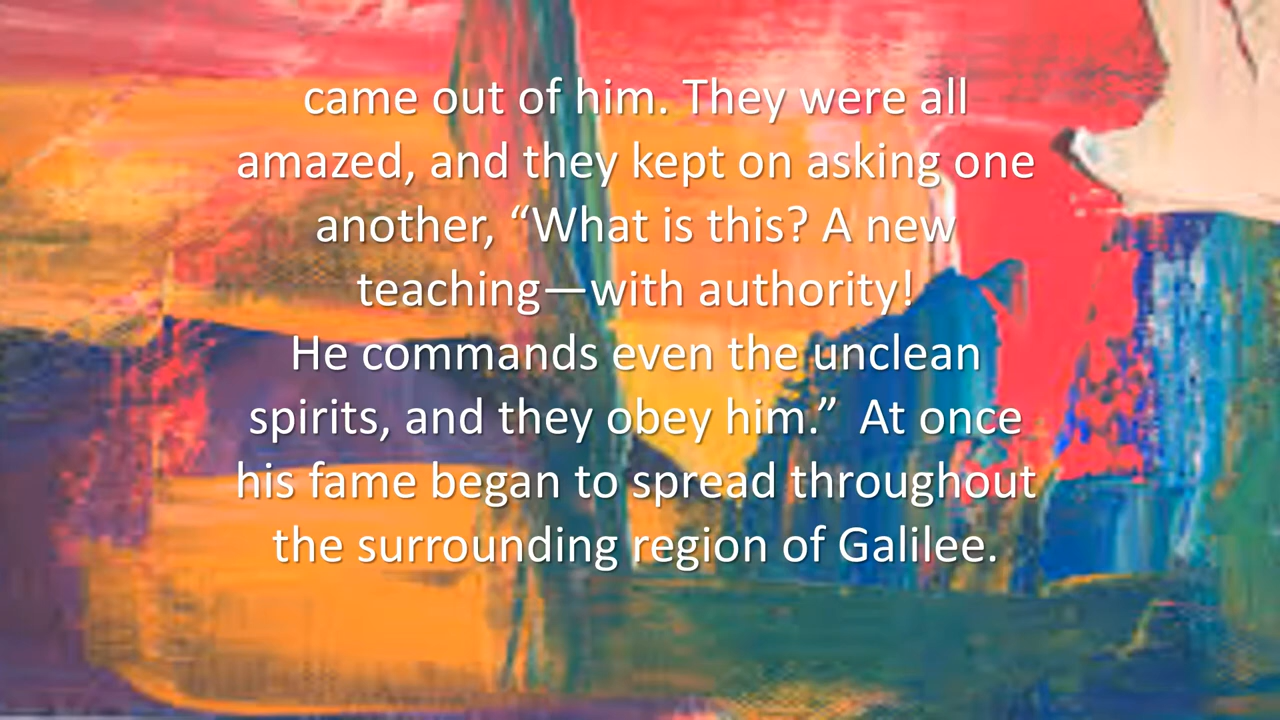 came out of him. They were all
amazed, and they kept on asking one
another, “What is this? A new
teaching—with authority!
He commands even the unclean
spirits, and they obey him.”  At once
his fame began to spread throughout
the surrounding region of Galilee.